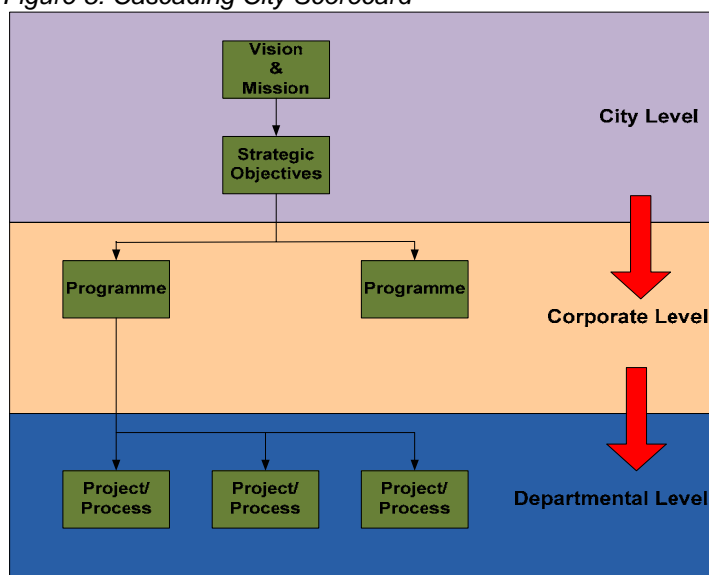 Figure Cascading City Scorecard
Vision
&
Mission
City Level
Strategic
Objectives
Programme
Programme
Corporate Level
Project/
Process
Project/
Process
Project/
Process
Departmental Level